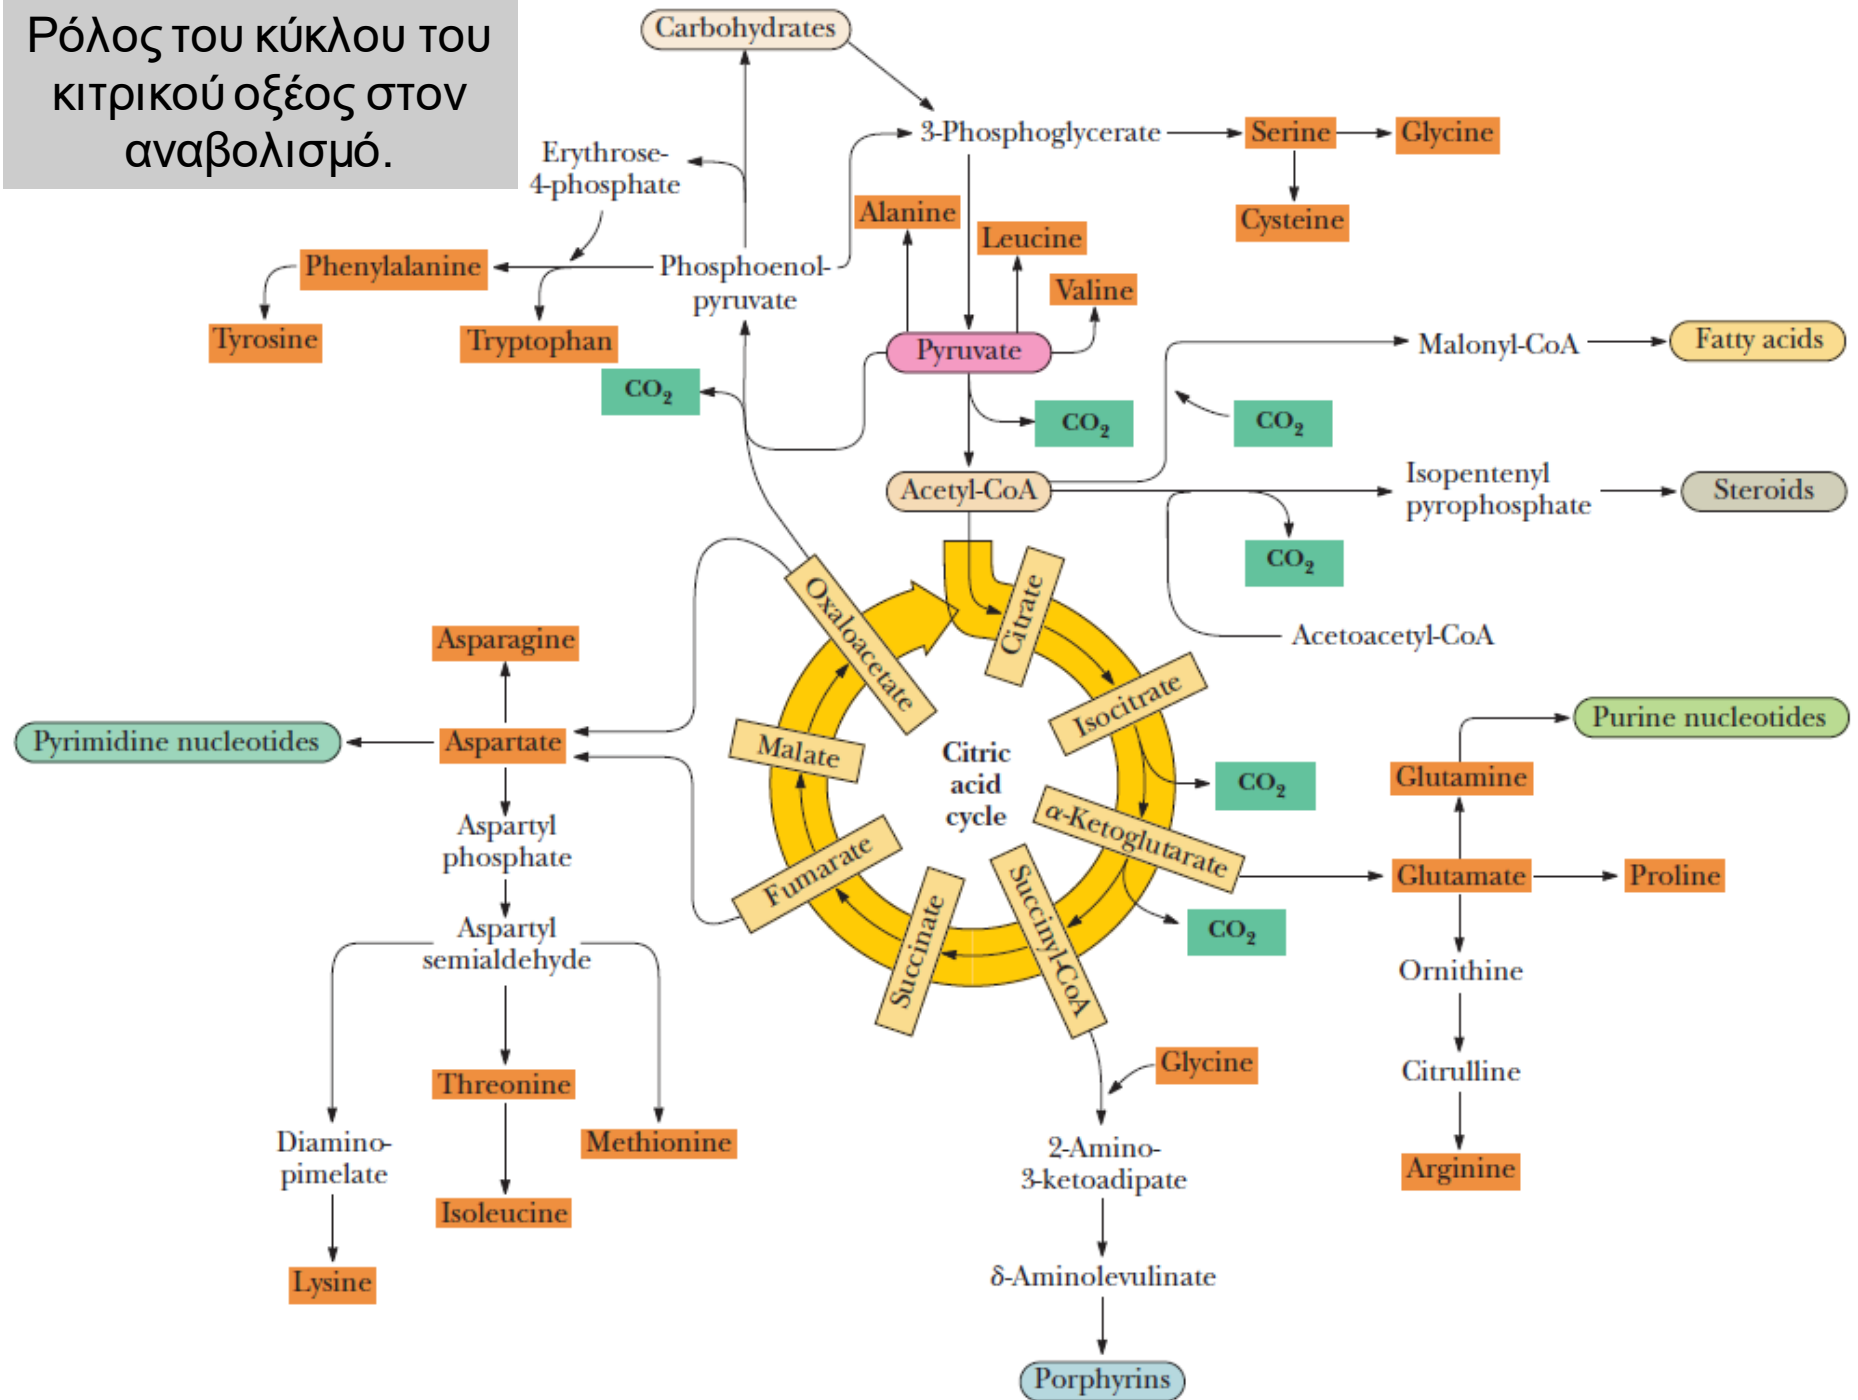 Ρόλος του κύκλου του
κιτρικού οξέος στον
αναβολισμό.
Carbohydrates
3-Phosphoglycerate
Serine
Glycine
Erythrose-
4-phosphate
Alanine
Cysteine
Leucine
Phenylalanine
Phosphoenol-
pyruvate
Valine
Tyrosine
Tryptophan
Pyruvate
Malonyl-CoA
Fatty acids
CO₂
CO₂
CO₂
Acetyl-CoA
Isopentenyl
pyrophosphate
Steroids
CO₂
Acetoacetyl-CoA
Oxaloacetate
Citrate
Isocitrate
Asparagine
Pyrimidine nucleotides
Aspartate
Malate
Citric
acid
cycle
CO₂
Purine nucleotides
Glutamine
α-Ketoglutarate
Aspartyl
phosphate
Fumarate
Succinate
Succinyl-CoA
Glutamate
Proline
CO₂
Aspartyl
semialdehyde
Ornithine
Threonine
Glycine
Citrulline
Diamino-
pimelate
Methionine
2-Amino-
3-ketoadipate
Arginine
Isoleucine
Lysine
δ-Aminolevulinate
Porphyrins